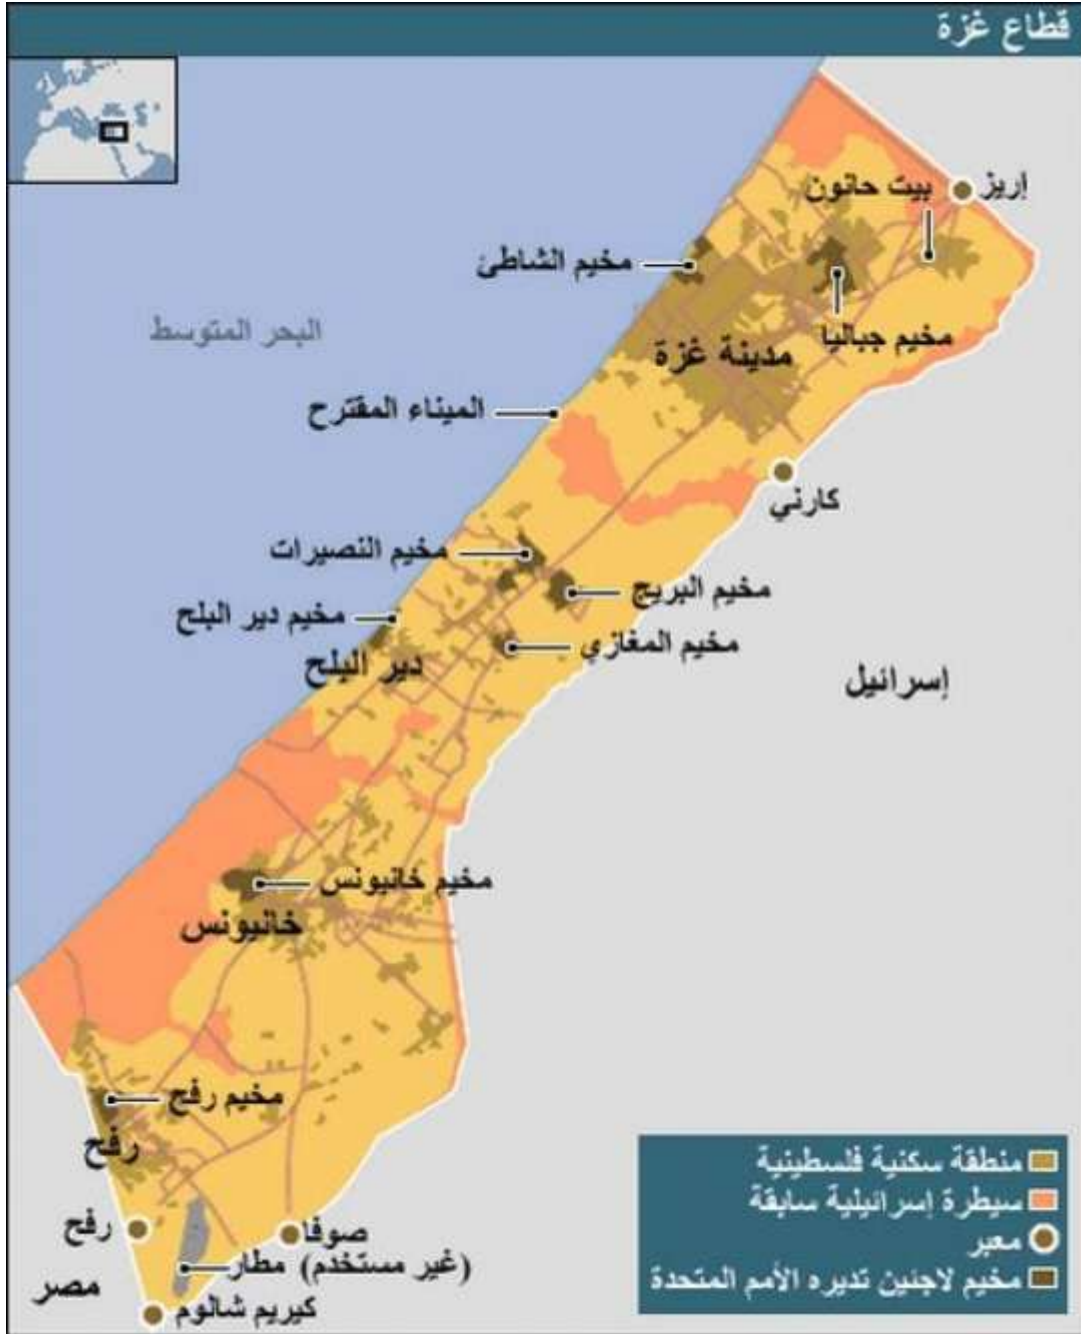 قطاع غزة
إريز
بيت حانون
مخيم الشاطئ
مخيم جباليا
البحر المتوسط
مدينة غزة
الميناء المقترح
كارني
مخيم النصيرات
مخيم البريج
مخيم دير البلح
مخيم المغازي
دير البلح
إسرائيل
مخيم خانيونس
خانيونس
مخيم رفح
رفح
رفح
صوفا
مطار (غير مستخدم)
مصر
كيريم شالوم
منطقة سكنية فلسطينية
سيطرة إسرائيلية سابقة
معبر
مخيم لاجئين تديره الأمم المتحدة